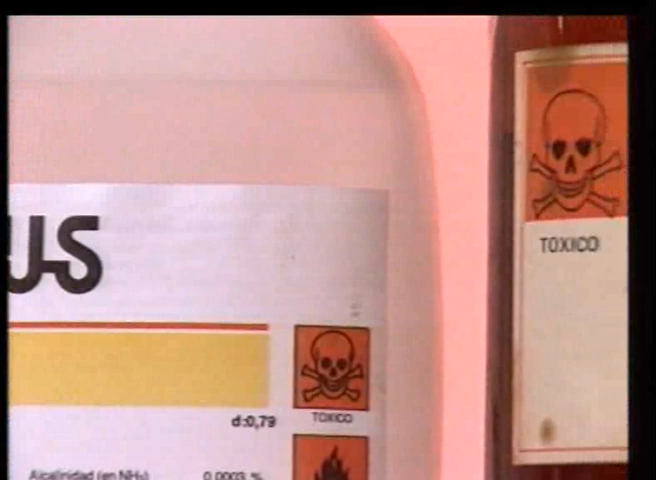 us
TOXICO
d:0,79
TOXICO
Alcalinidad (en NH₃) 0,0003 %